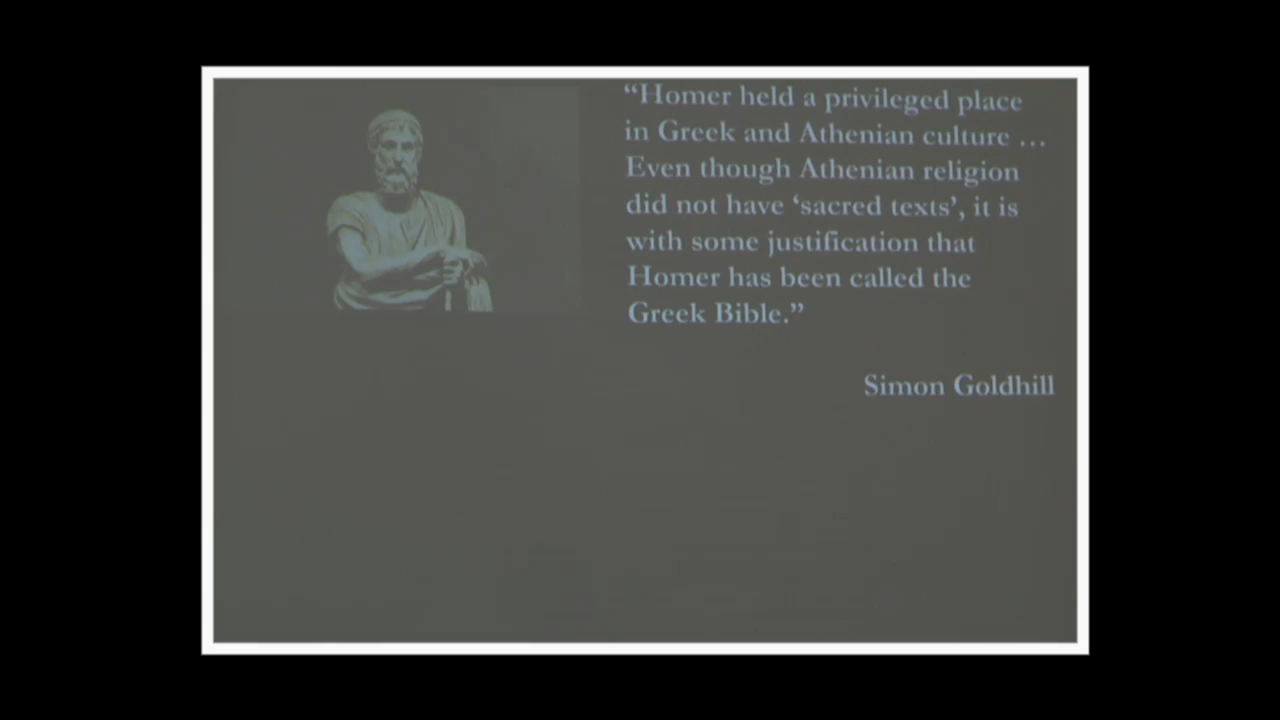 “Homer held a privileged place
in Greek and Athenian culture …
Even though Athenian religion
did not have ‘sacred texts’, it is
with some justification that
Homer has been called the
Greek Bible.”
Simon Goldhill